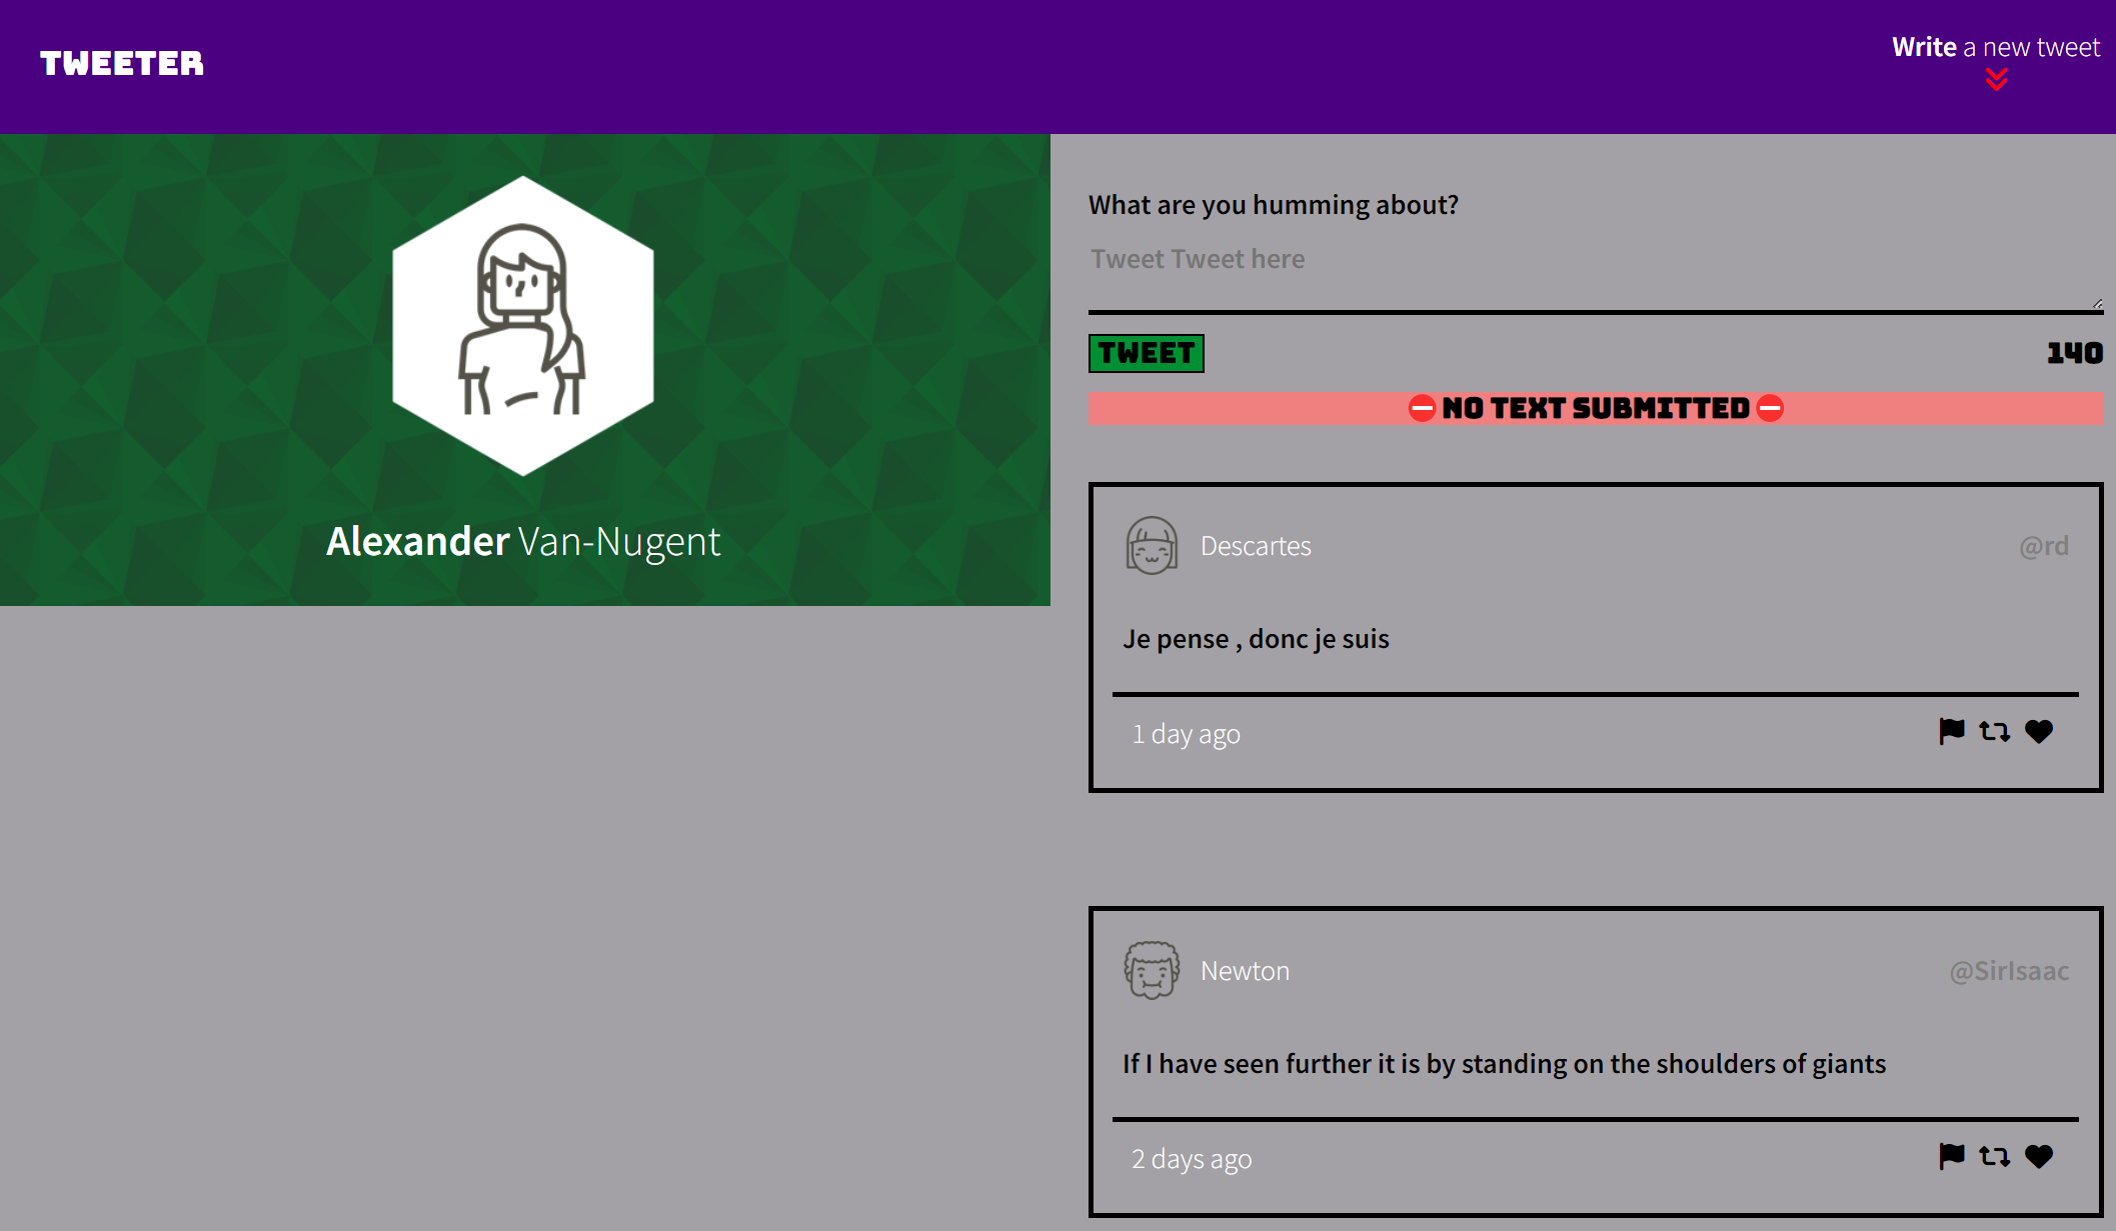 TWEETER
Write a new tweet
Alexander Van-Nugent
What are you humming about?
Tweet Tweet here
TWEET
140
NO TEXT SUBMITTED
Descartes
@rd
Je pense , donc je suis
1 day ago
Newton
@SirIsaac
If I have seen further it is by standing on the shoulders of giants
2 days ago